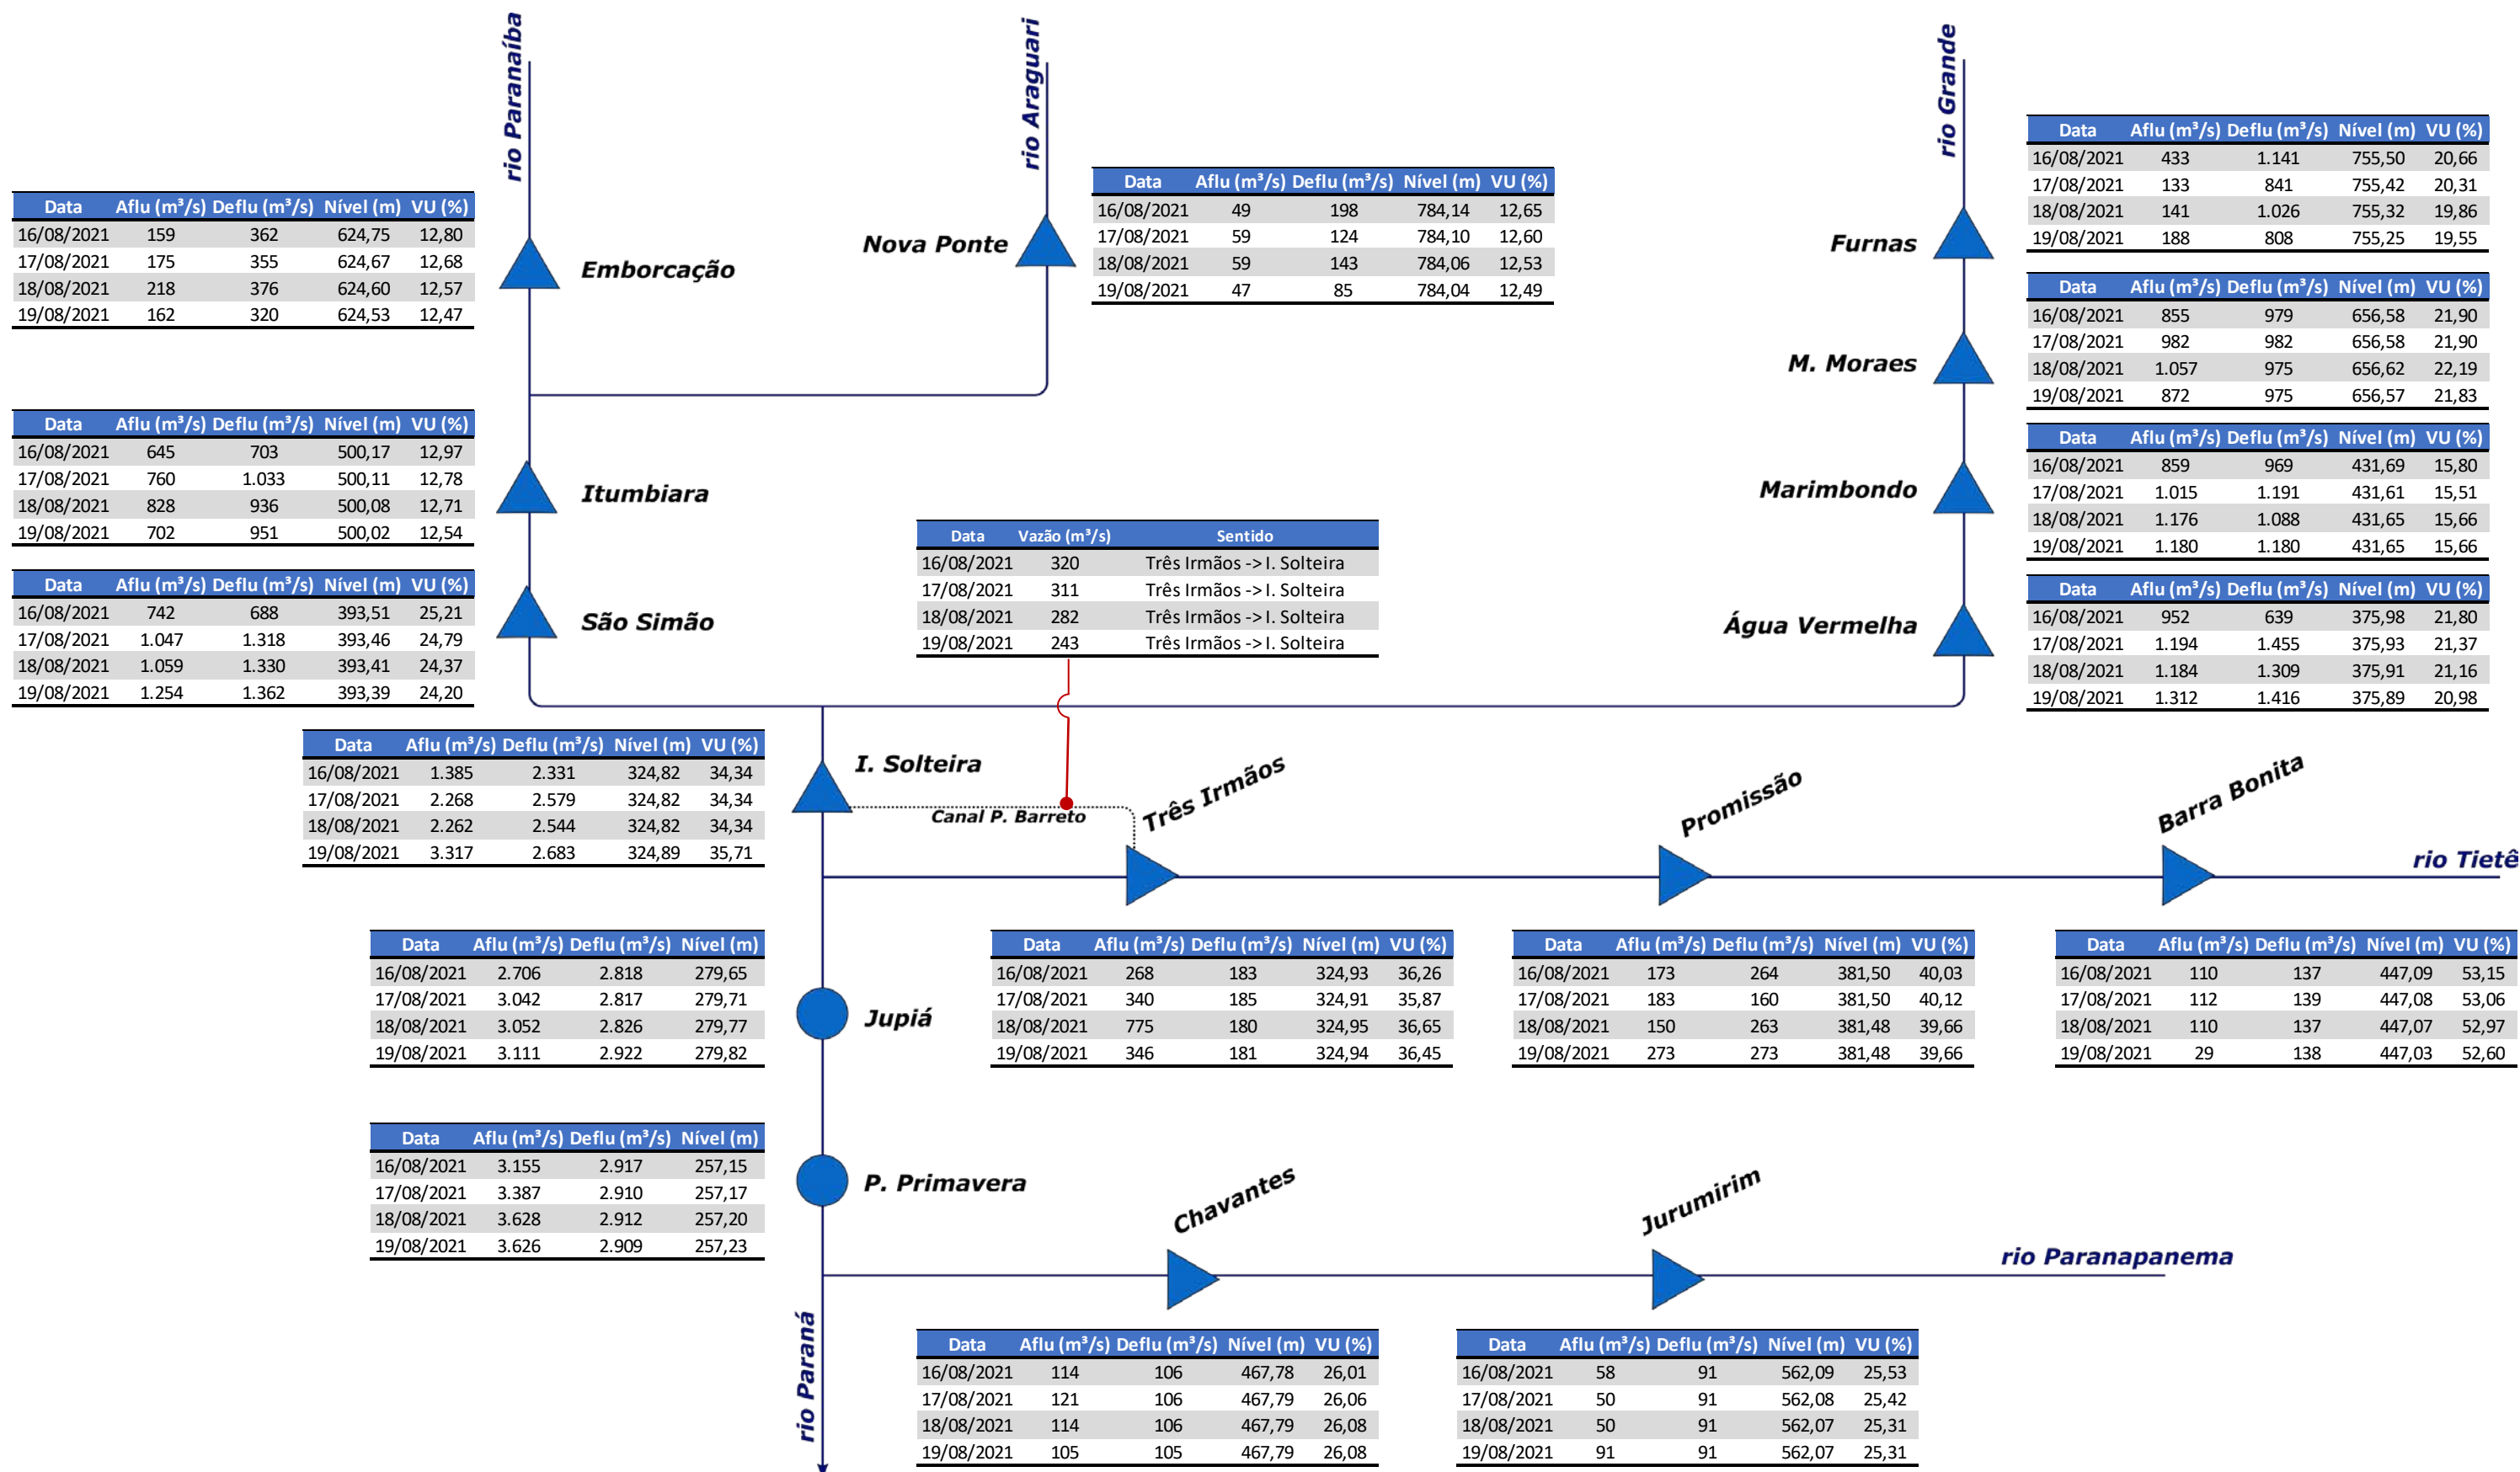 rio Paranaíba
rio Araguari
rio Grande
Data Aflu (m³/s) Deflu (m³/s) Nível (m) VU (%)
16/08/2021 433 1.141 755,50 20,66
17/08/2021 133 841 755,42 20,31
18/08/2021 141 1.026 755,32 19,86
19/08/2021 188 808 755,25 19,55
Furnas
Data Aflu (m³/s) Deflu (m³/s) Nível (m) VU (%)
16/08/2021 49 198 784,14 12,65
17/08/2021 59 124 784,10 12,60
18/08/2021 59 143 784,06 12,53
19/08/2021 47 85 784,04 12,49
Nova Ponte
Data Aflu (m³/s) Deflu (m³/s) Nível (m) VU (%)
16/08/2021 159 362 624,75 12,80
17/08/2021 175 355 624,67 12,68
18/08/2021 218 376 624,60 12,57
19/08/2021 162 320 624,53 12,47
Emborcação
Data Aflu (m³/s) Deflu (m³/s) Nível (m) VU (%)
16/08/2021 855 979 656,58 21,90
17/08/2021 982 982 656,58 21,90
18/08/2021 1.057 975 656,62 22,19
19/08/2021 872 975 656,57 21,83
M. Moraes
Data Aflu (m³/s) Deflu (m³/s) Nível (m) VU (%)
16/08/2021 645 703 500,17 12,97
17/08/2021 760 1.033 500,11 12,78
18/08/2021 828 936 500,08 12,71
19/08/2021 702 951 500,02 12,54
Itumbiara
Data Aflu (m³/s) Deflu (m³/s) Nível (m) VU (%)
16/08/2021 859 969 431,69 15,80
17/08/2021 1.015 1.191 431,61 15,51
18/08/2021 1.176 1.088 431,65 15,66
19/08/2021 1.180 1.180 431,65 15,66
Marimbondo
Data Vazão (m³/s) Sentido
16/08/2021 320 Três Irmãos -> I. Solteira
17/08/2021 311 Três Irmãos -> I. Solteira
18/08/2021 282 Três Irmãos -> I. Solteira
19/08/2021 243 Três Irmãos -> I. Solteira
Data Aflu (m³/s) Deflu (m³/s) Nível (m) VU (%)
16/08/2021 742 688 393,51 25,21
17/08/2021 1.047 1.318 393,46 24,79
18/08/2021 1.059 1.330 393,41 24,37
19/08/2021 1.254 1.362 393,39 24,20
São Simão
Data Aflu (m³/s) Deflu (m³/s) Nível (m) VU (%)
16/08/2021 952 639 375,98 21,80
17/08/2021 1.194 1.455 375,93 21,37
18/08/2021 1.184 1.309 375,91 21,16
19/08/2021 1.312 1.416 375,89 20,98
Água Vermelha
Data Aflu (m³/s) Deflu (m³/s) Nível (m) VU (%)
16/08/2021 1.385 2.331 324,82 34,34
17/08/2021 2.268 2.579 324,82 34,34
18/08/2021 2.262 2.544 324,82 34,34
19/08/2021 3.317 2.683 324,89 35,71
I. Solteira
Canal P. Barreto
Três Irmãos
Promissão
Barra Bonita
rio Tietê
Data Aflu (m³/s) Deflu (m³/s) Nível (m)
16/08/2021 2.706 2.818 279,65
17/08/2021 3.042 2.817 279,71
18/08/2021 3.052 2.826 279,77
19/08/2021 3.111 2.922 279,82
Jupiá
Data Aflu (m³/s) Deflu (m³/s) Nível (m) VU (%)
16/08/2021 268 183 324,93 36,26
17/08/2021 340 185 324,91 35,87
18/08/2021 775 180 324,95 36,65
19/08/2021 346 181 324,94 36,45
Data Aflu (m³/s) Deflu (m³/s) Nível (m) VU (%)
16/08/2021 173 264 381,50 40,03
17/08/2021 183 160 381,50 40,12
18/08/2021 150 263 381,48 39,66
19/08/2021 273 273 381,48 39,66
Data Aflu (m³/s) Deflu (m³/s) Nível (m) VU (%)
16/08/2021 110 137 447,09 53,15
17/08/2021 112 139 447,08 53,06
18/08/2021 110 137 447,07 52,97
19/08/2021 29 138 447,03 52,60
Data Aflu (m³/s) Deflu (m³/s) Nível (m)
16/08/2021 3.155 2.917 257,15
17/08/2021 3.387 2.910 257,17
18/08/2021 3.628 2.912 257,20
19/08/2021 3.626 2.909 257,23
P. Primavera
Chavantes
Jurumirim
rio Paranapanema
rio Paraná
Data Aflu (m³/s) Deflu (m³/s) Nível (m) VU (%)
16/08/2021 114 106 467,78 26,01
17/08/2021 121 106 467,79 26,06
18/08/2021 114 106 467,79 26,08
19/08/2021 105 105 467,79 26,08
Data Aflu (m³/s) Deflu (m³/s) Nível (m) VU (%)
16/08/2021 58 91 562,09 25,53
17/08/2021 50 91 562,08 25,42
18/08/2021 50 91 562,07 25,31
19/08/2021 91 91 562,07 25,31